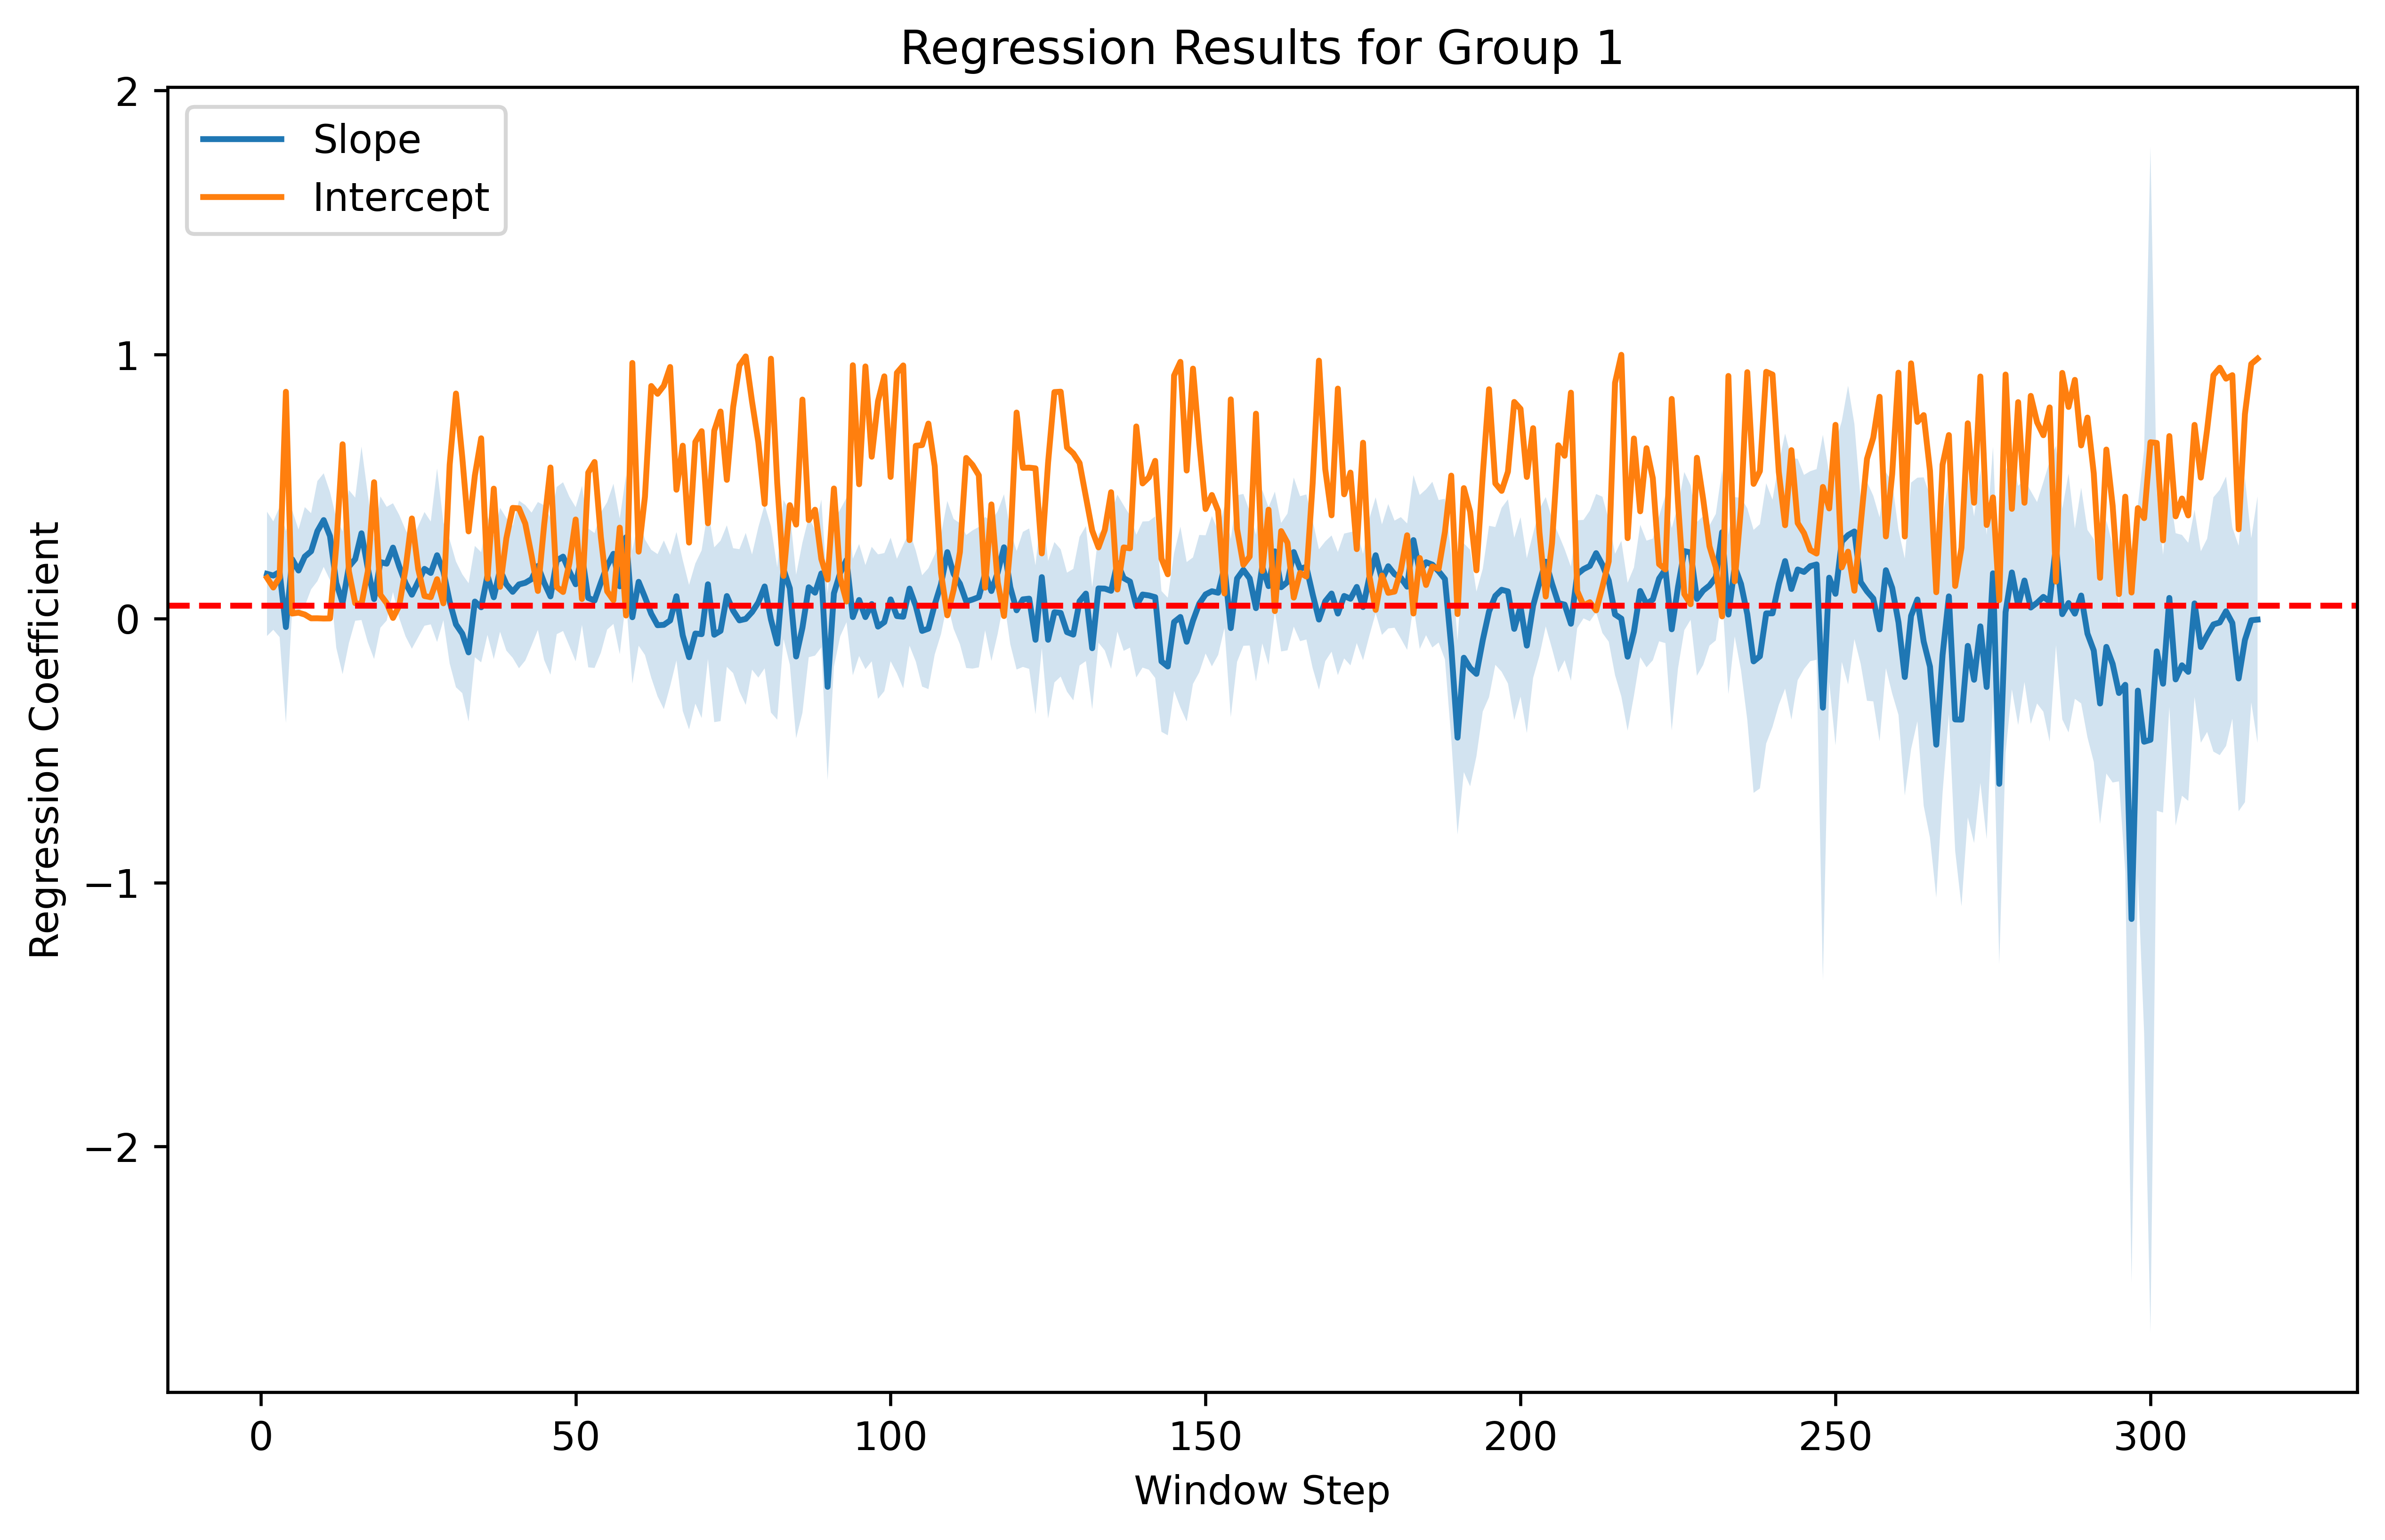 Regression Results for Group 1
Slope
Intercept
Regression Coefficient
2
1
0
−1
−2
0 50 100 150 200 250 300
Window Step